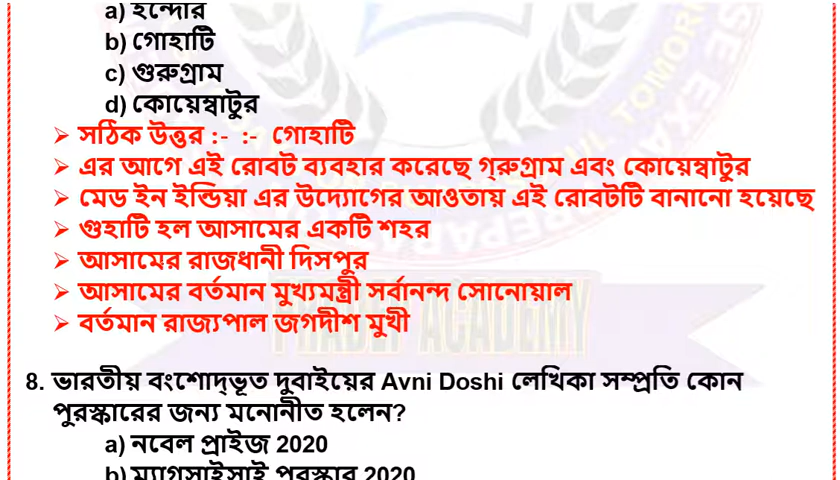 a) ইন্দোর
b) গোহাটি
c) গুরুগ্রাম
d) কোয়েম্বাটুর
➢ সঠিক উত্তর :- :- গোহাটি
➢ এর আগে এই রোবট ব্যবহার করেছে গ্রুগ্রাম এবং কোয়েম্বাটুর
➢ মেড ইন ইন্ডিয়া এর উদ্যোগের আওতায় এই রোবটটি বানানো হয়েছে
➢ গুহাটি হল আসামের একটি শহর
➢ আসামের রাজধানী দিসপুর
➢ আসামের বর্তমান মুখ্যমন্ত্রী সর্বানন্দ সোনোয়াল
➢ বর্তমান রাজ্যপাল জগদীশ মুখী
PRADIP ACADEMY
8. ভারতীয় বংশোদ্ভূত দুবাইয়ের Avni Doshi লেখিকা সম্প্রতি কোন
পুরস্কারের জন্য মনোনীত হলেন?
a) নবেল প্রাইজ 2020
b) ম্যাগসাইসাই পুরস্কার 2020